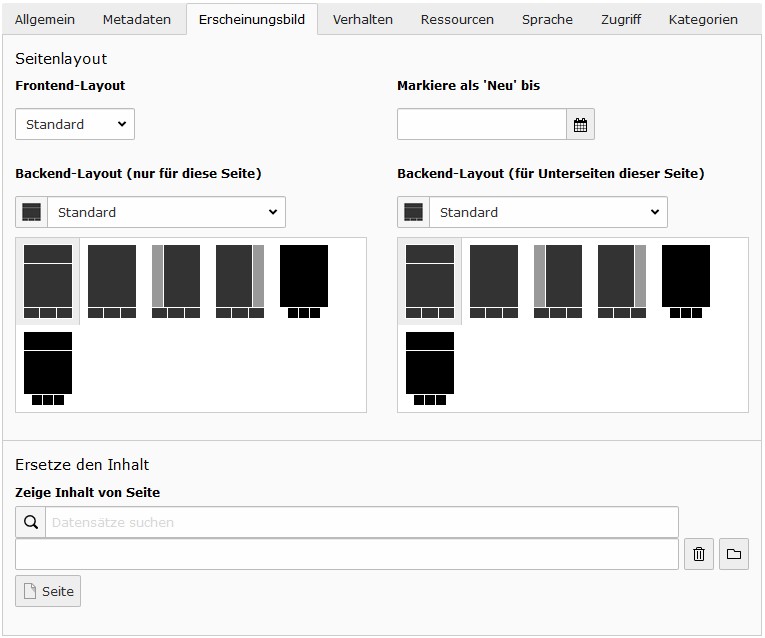 Allgemein Metadaten Erscheinungsbild Verhalten Ressourcen Sprache Zugriff Kategorien
Seitenlayout
Frontend-Layout
Standard
Markiere als 'Neu' bis
Backend-Layout (nur für diese Seite)
Standard
Backend-Layout (für Unterseiten dieser Seite)
Standard
Ersetze den Inhalt
Zeige Inhalt von Seite
Datensätze suchen
Seite